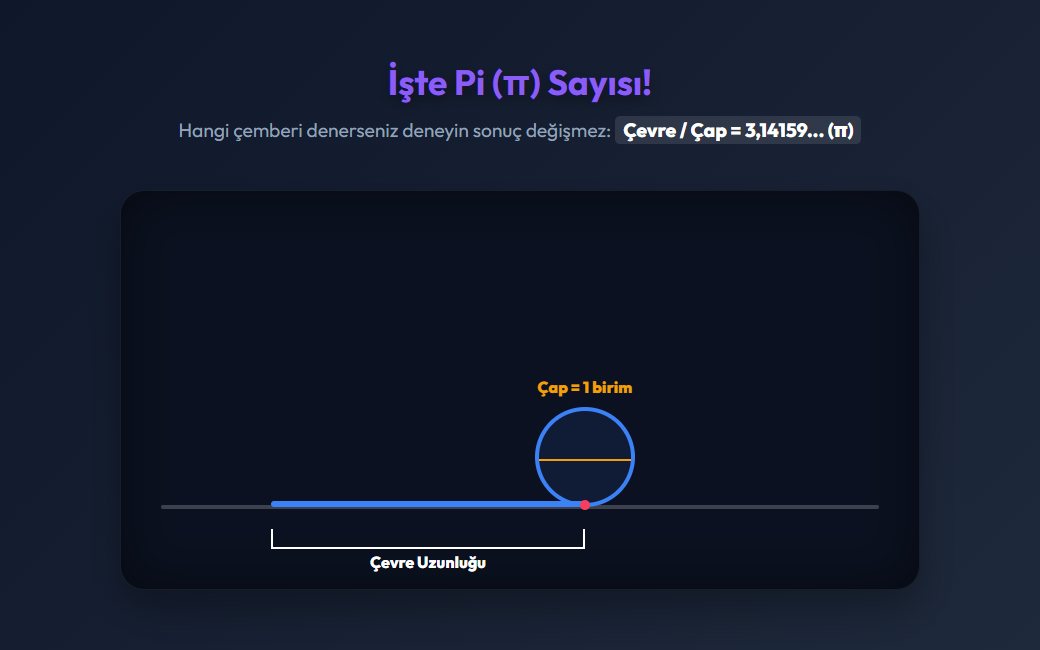 İşte Pi (π) Sayısı!
Hangi çemberi denerseniz deneyin sonuç değişmez: Çevre / Çap = 3,14159... (π)
Çap = 1 birim
Çevre Uzunluğu